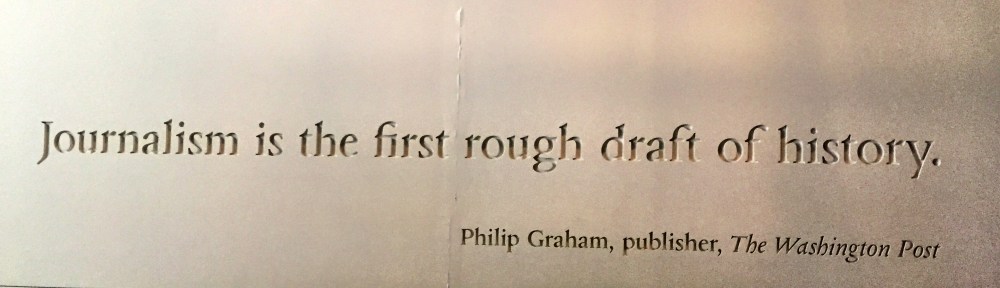 Journalism is the first rough draft of history.
Philip Graham, publisher, The Washington Post